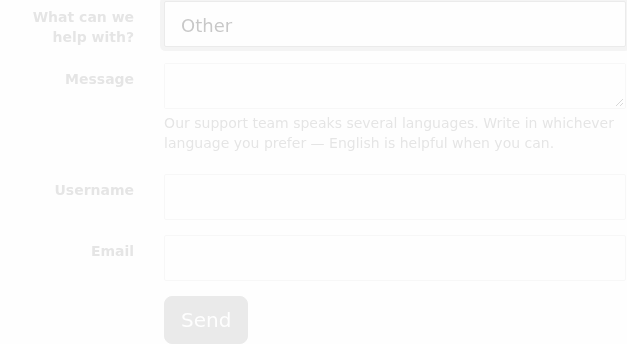 What can we
help with?
Other
Message
Our support team speaks several languages. Write in whichever
language you prefer — English is helpful when you can.
Username
Email
Send